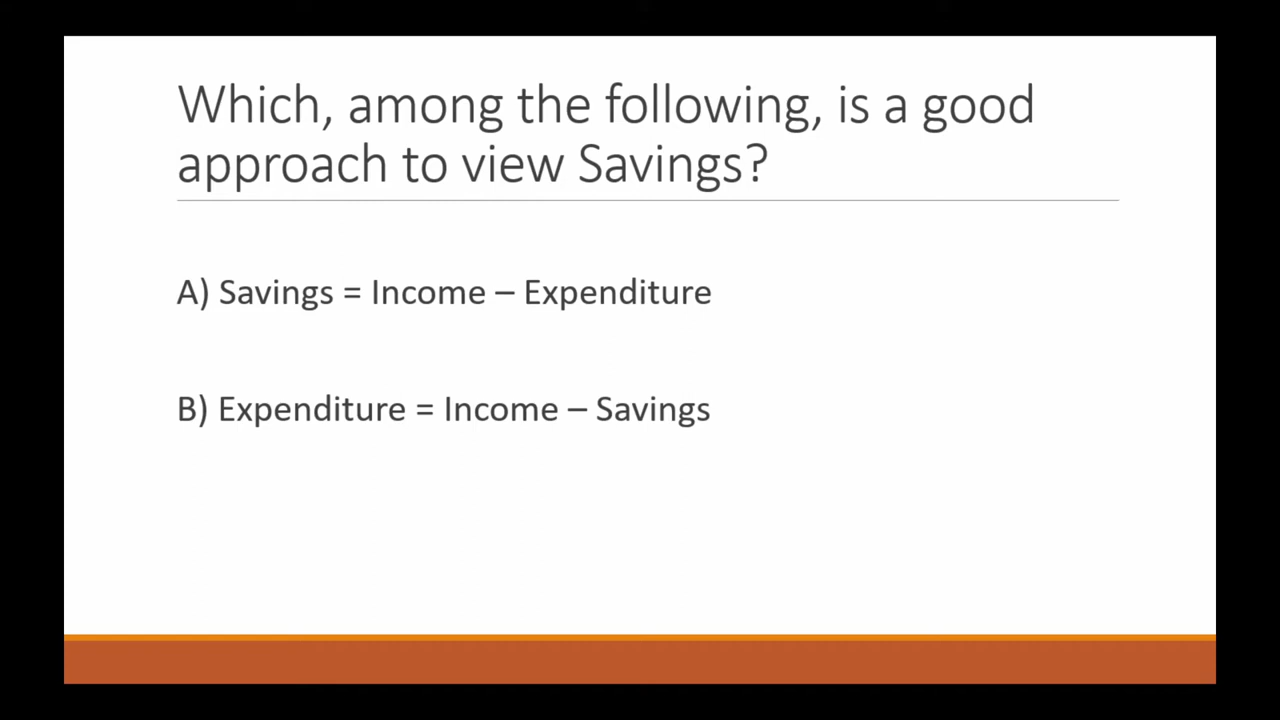 Which, among the following, is a good
approach to view Savings?
A) Savings = Income – Expenditure
B) Expenditure = Income – Savings